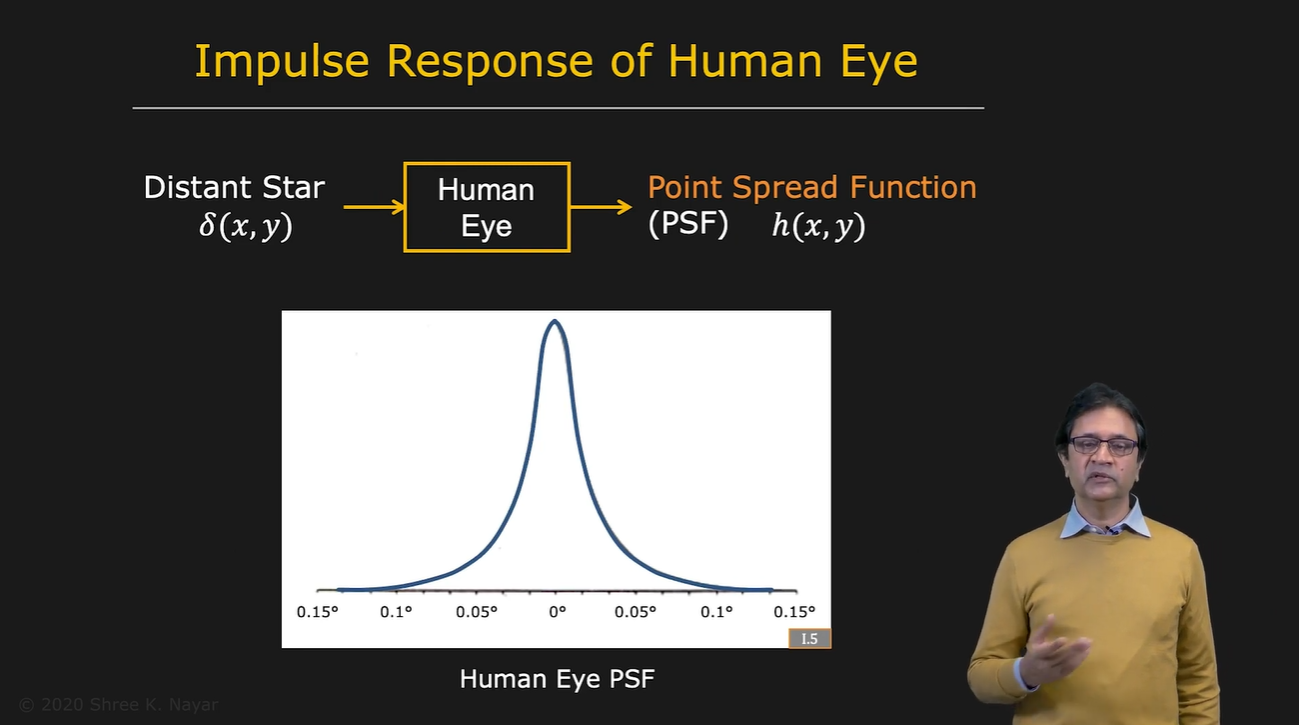 Impulse Response of Human Eye
Distant Star
δ(x, y)
Human
Eye
Point Spread Function
(PSF) h(x, y)
0.15° 0.1° 0.05° 0° 0.05° 0.1° 0.15°
I.5
Human Eye PSF
© 2020 Shree K. Nayar